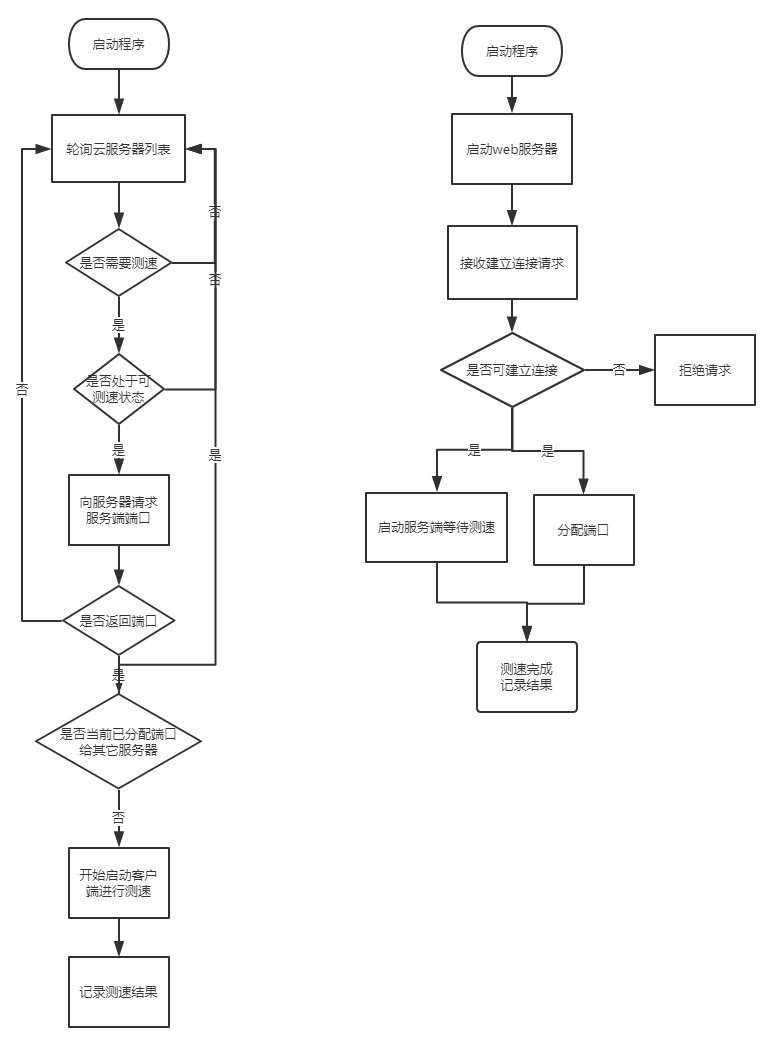 启动程序
轮询云服务器列表
否
是否需要测速
否
是
是否处于可
测速状态
否
是
是
向服务器请求
服务端端口
是否返回端口
是
是否当前已分配端口
给其它服务器
否
开始启动客户
端进行测速
记录测速结果
启动程序
启动web服务器
接收建立连接请求
是否可建立连接
否
拒绝请求
是
是
启动服务端等待测速
分配端口
测速完成
记录结果